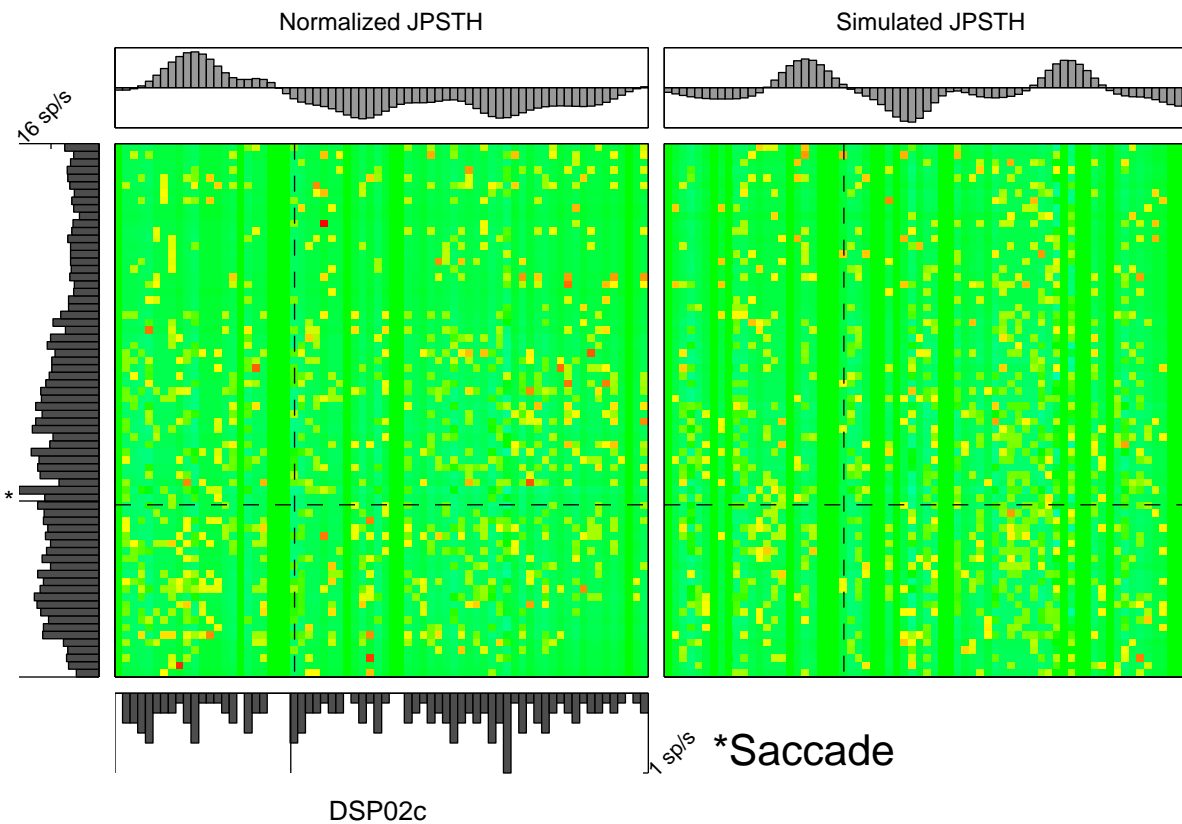 Normalized JPSTH
Simulated JPSTH
16 sp/s
*
1 sp/s
*Saccade
DSP02c